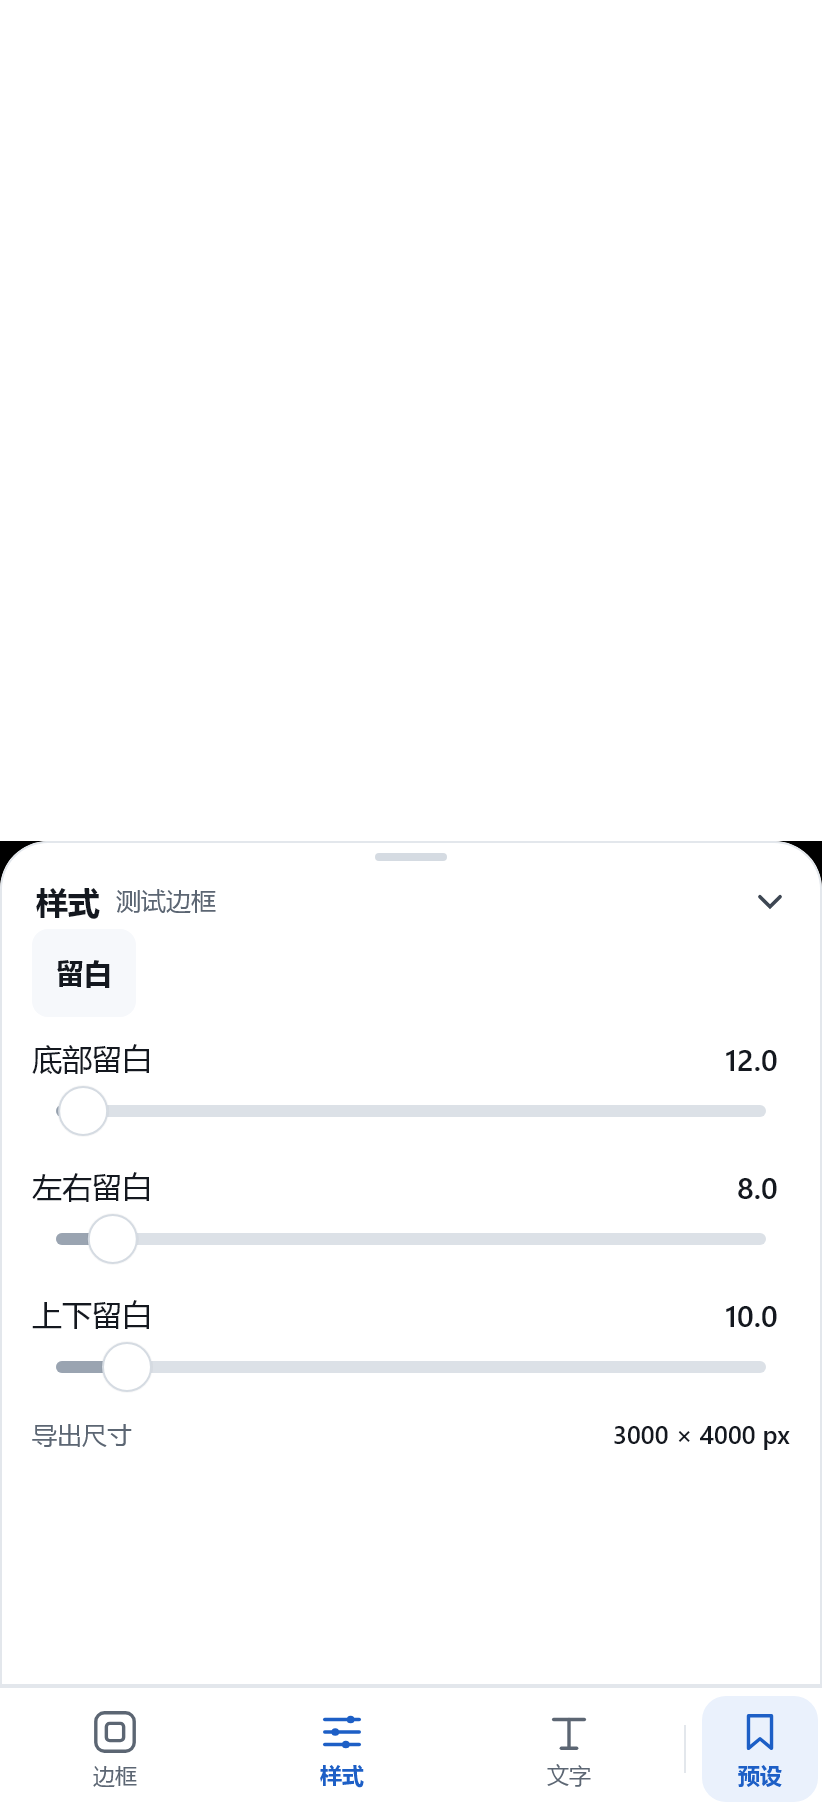 样式 测试边框
留白
底部留白 12.0
左右留白 8.0
上下留白 10.0
导出尺寸 3000 × 4000 px
边框 样式 文字 预设